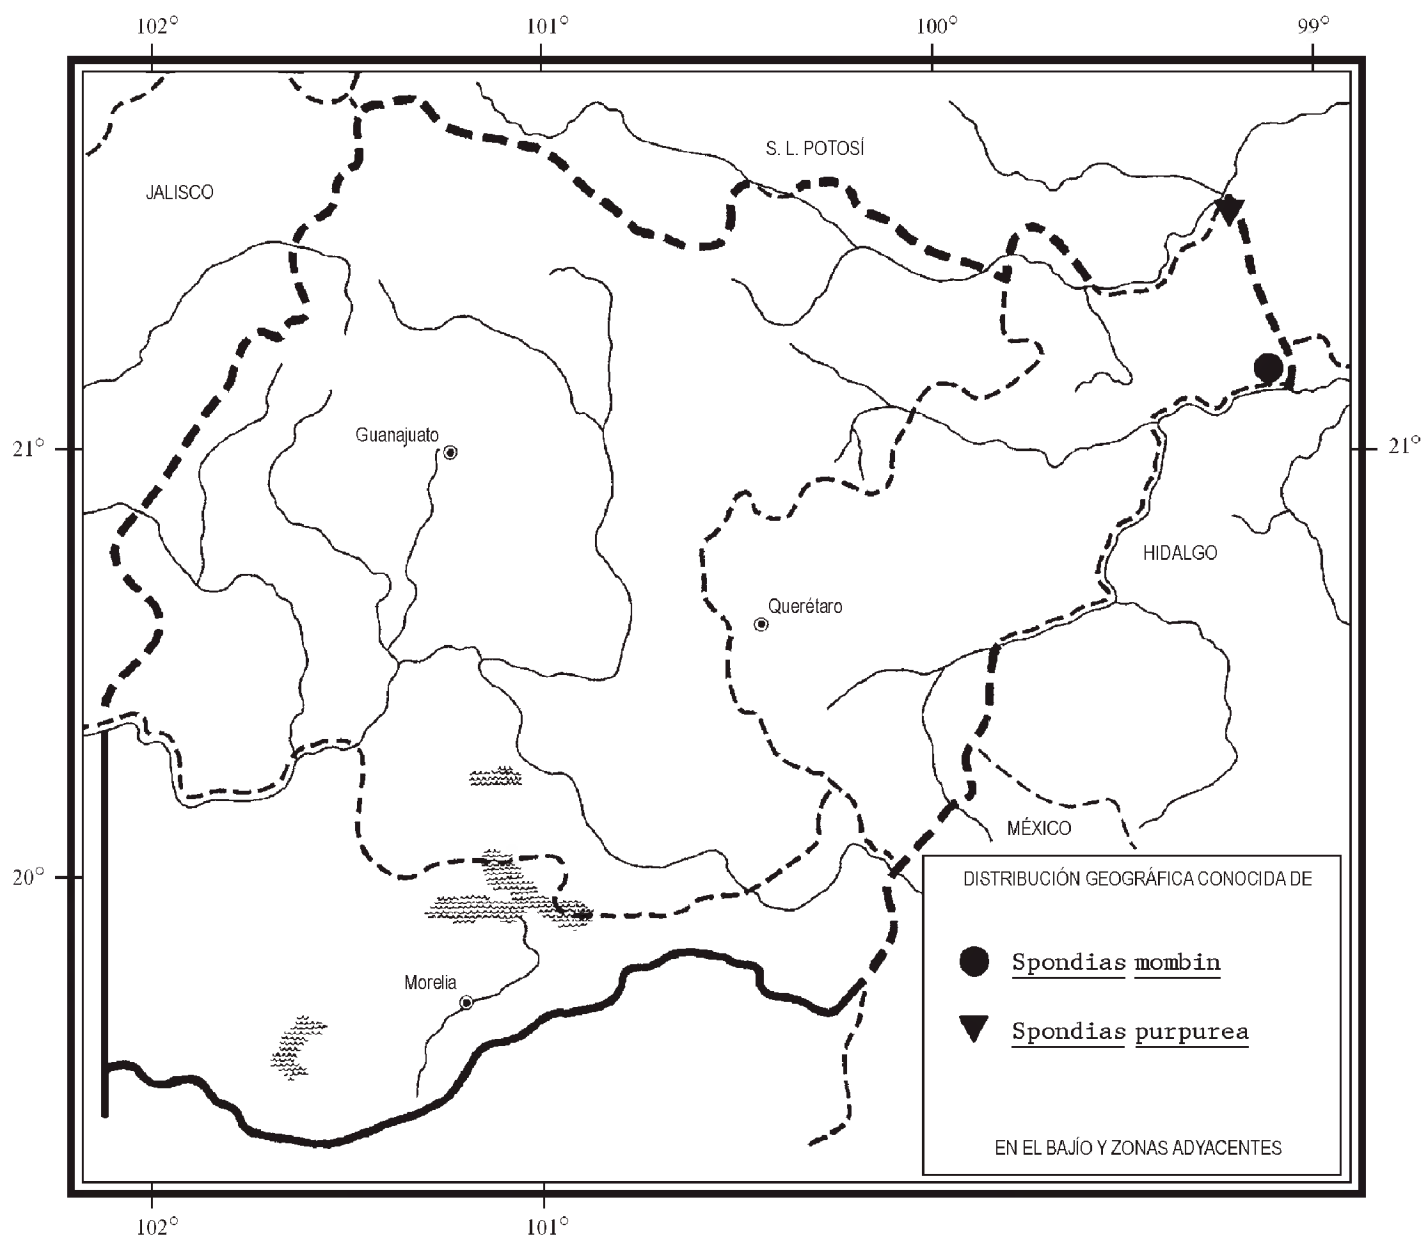 102° 101° 100° 99°
S. L. POTOSÍ
JALISCO
Guanajuato
21° 21°
HIDALGO
Querétaro
MÉXICO
20°
DISTRIBUCIÓN GEOGRÁFICA CONOCIDA DE
Spondias mombin
Morelia
Spondias purpurea
EN EL BAJÍO Y ZONAS ADYACENTES
102° 101°